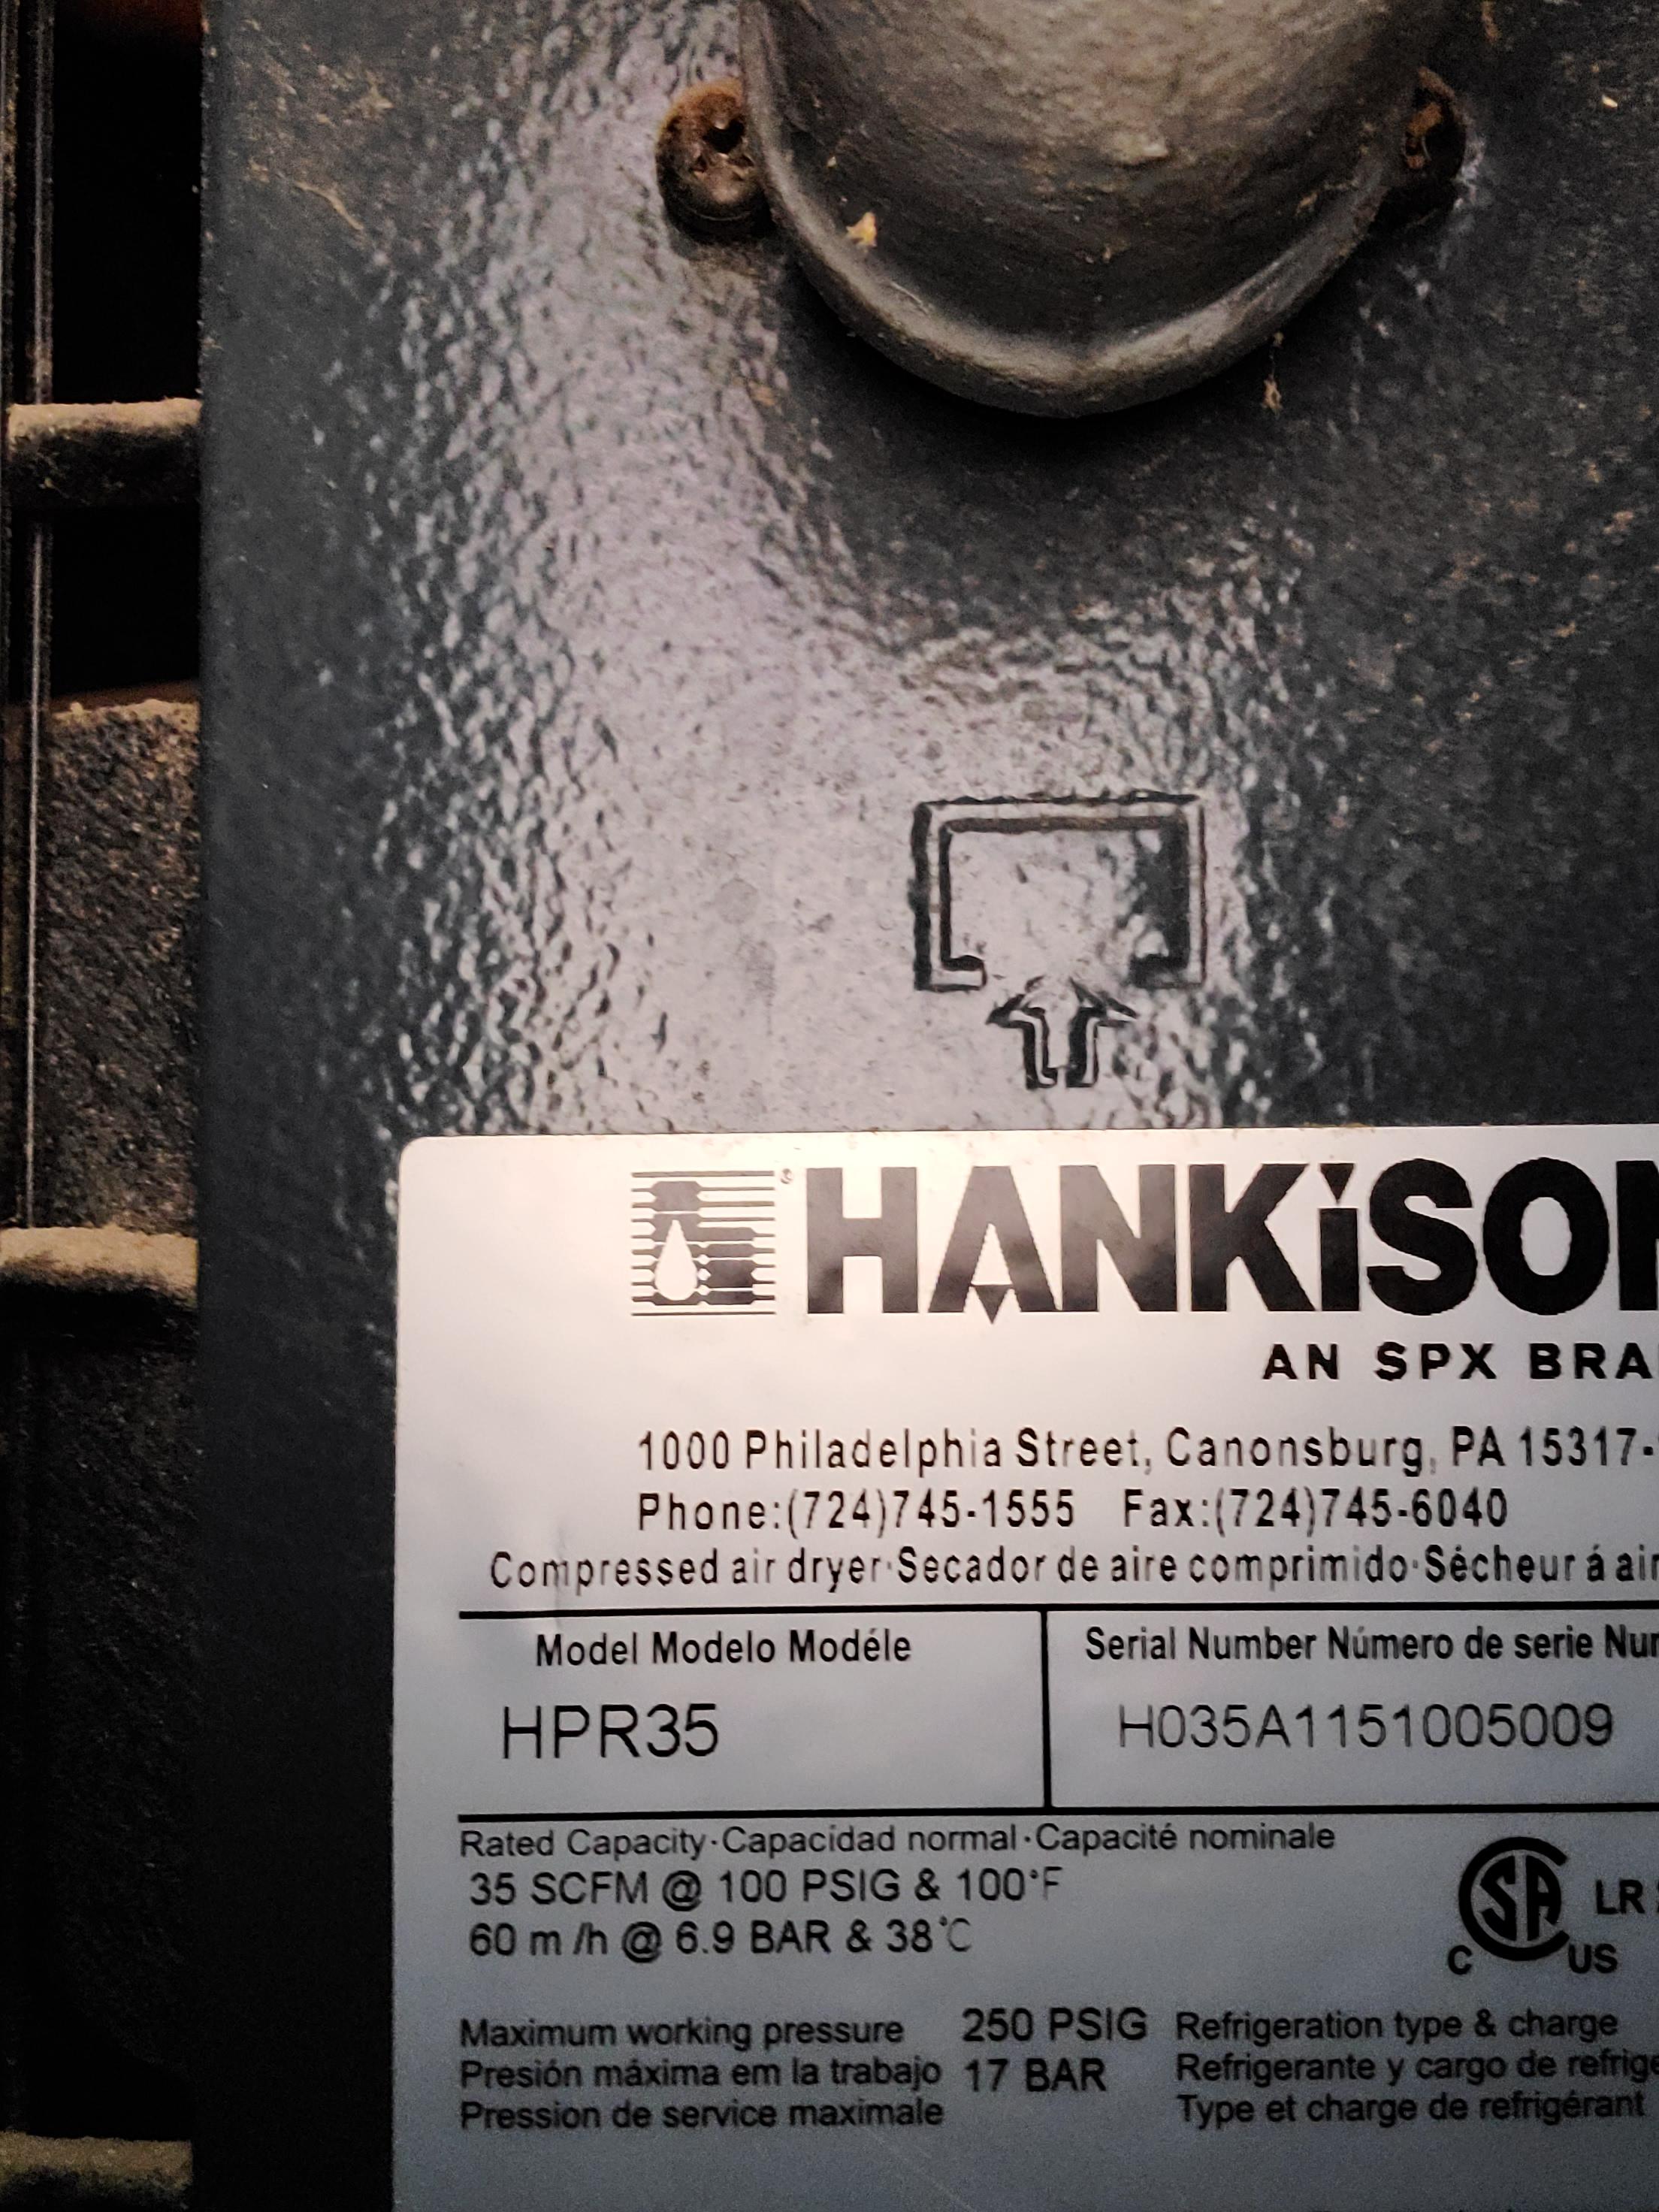 HANKiSON
AN SPX BRA
1000 Philadelphia Street, Canonsburg, PA 15317-
Phone:(724)745-1555 Fax:(724)745-6040
Compressed air dryer·Secador de aire comprimido·Sécheur á air
Model Modelo Modéle
Serial Number Número de serie Nu
HPR35
H035A1151005009
Rated Capacity·Capacidad normal·Capacité nominale
35 SCFM @ 100 PSIG & 100°F
60 m /h @ 6.9 BAR & 38°C
SA
C US
LR
Maximum working pressure 250 PSIG
Presión máxima em la trabajo 17 BAR
Pression de service maximale
Refrigeration type & charge
Refrigerante y cargo de refrige
Type et charge de refrigérant